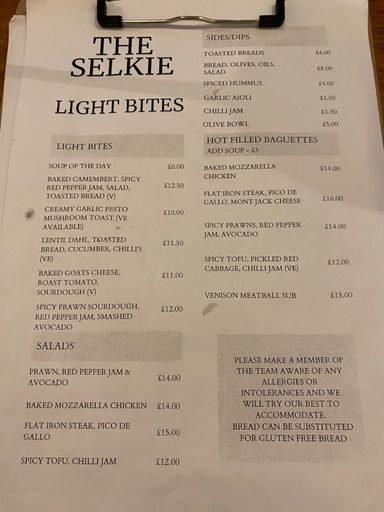 THE
SELKIE
LIGHT BITES
LIGHT BITES
SOUP OF THE DAY £6.00
BAKED CAMEMBERT, SPICY
RED PEPPER JAM, SALAD,
TOASTED BREAD (V) £12.50
CREAMY GARLIC PESTO
MUSHROOM TOAST (VE
AVAILABLE) £10.00
LENTIL DAHL, TOASTED
BREAD, CUCUMBER, CHILLI'S
(VE) £11.50
BAKED GOATS CHEESE,
ROAST TOMATO,
SOURDOUGH (V) £11.00
SPICY PRAWN SOURDOUGH,
RED PEPPER JAM, SMASHED
AVOCADO £12.00
SALADS
PRAWN, RED PEPPER JAM &
AVOCADO £14.00
BAKED MOZZARELLA CHICKEN £14.00
FLAT IRON STEAK, PICO DE
GALLO £15.00
SPICY TOFU, CHILLI JAM £12.00
SIDES/DIPS
TOASTED BREADS £4.00
BREAD, OLIVES, OILS,
SALAD £8.00
SPICED HUMMUS £4.00
GARLIC AIOLI £1.50
CHILLI JAM £1.50
OLIVE BOWL £5.00
HOT FILLED BAGUETTES
ADD SOUP - £3
BAKED MOZZARELLA
CHICKEN £14.00
FLAT IRON STEAK, PICO DE
GALLO, MONT JACK CHEESE £16.00
SPICY PRAWNS, RED PEPPER
JAM, AVOCADO £14.00
SPICY TOFU, PICKLED RED
CABBAGE, CHILLI JAM (VE) £12.00
VENISON MEATBALL SUB £15.00
PLEASE MAKE A MEMBER OF
THE TEAM AWARE OF ANY
ALLERGIES OR
INTOLERANCES AND WE
WILL TRY OUR BEST TO
ACCOMMODATE.
BREAD CAN BE SUBSTITUTED
FOR GLUTEN FREE BREAD